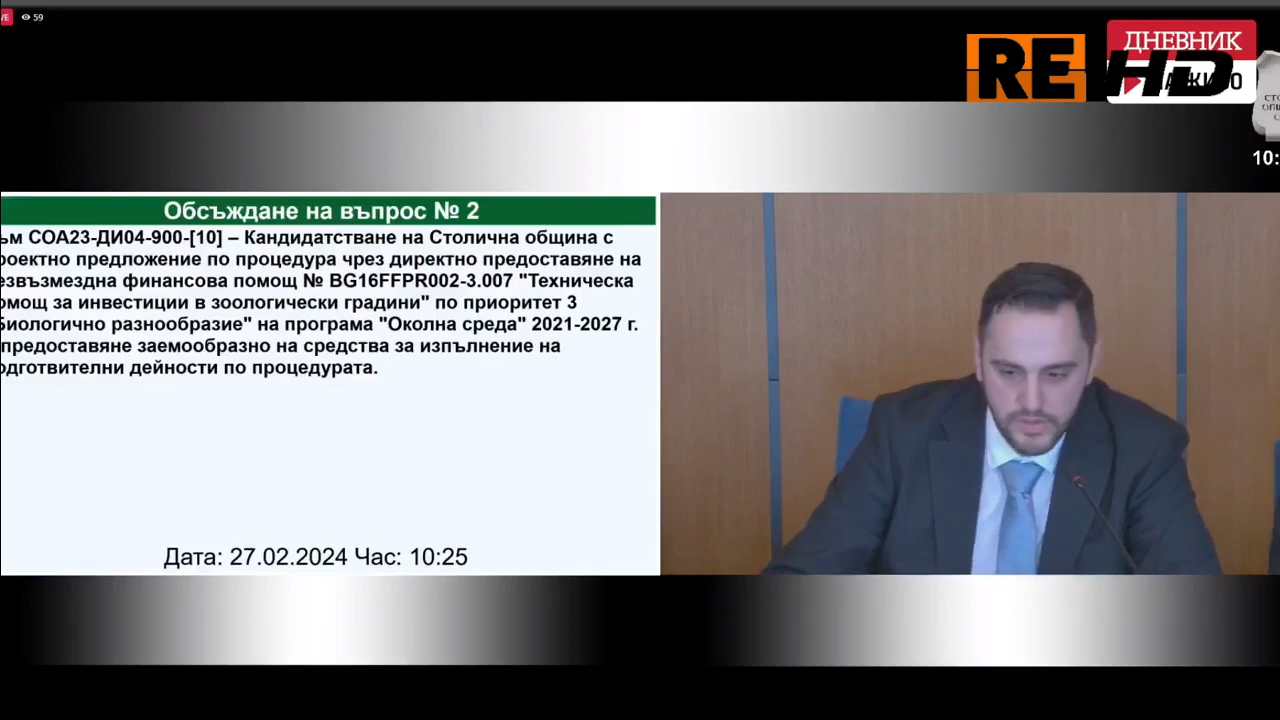 VE 59
ДНЕВНИК
RE HD
10:
Обсъждане на въпрос № 2
ъм СОА23-ДИ04-900-[10] – Кандидатстване на Столична община с
роектно предложение по процедура чрез директно предоставяне на
езвъзмездна финансова помощ № BG16FFPR002-3.007 "Техническа
омощ за инвестиции в зоологически градини" по приоритет 3
Биологично разнообразие" на програма "Околна среда" 2021-2027 г.
предоставяне заемообразно на средства за изпълнение на
одготвителни дейности по процедурата.
Дата: 27.02.2024 Час: 10:25